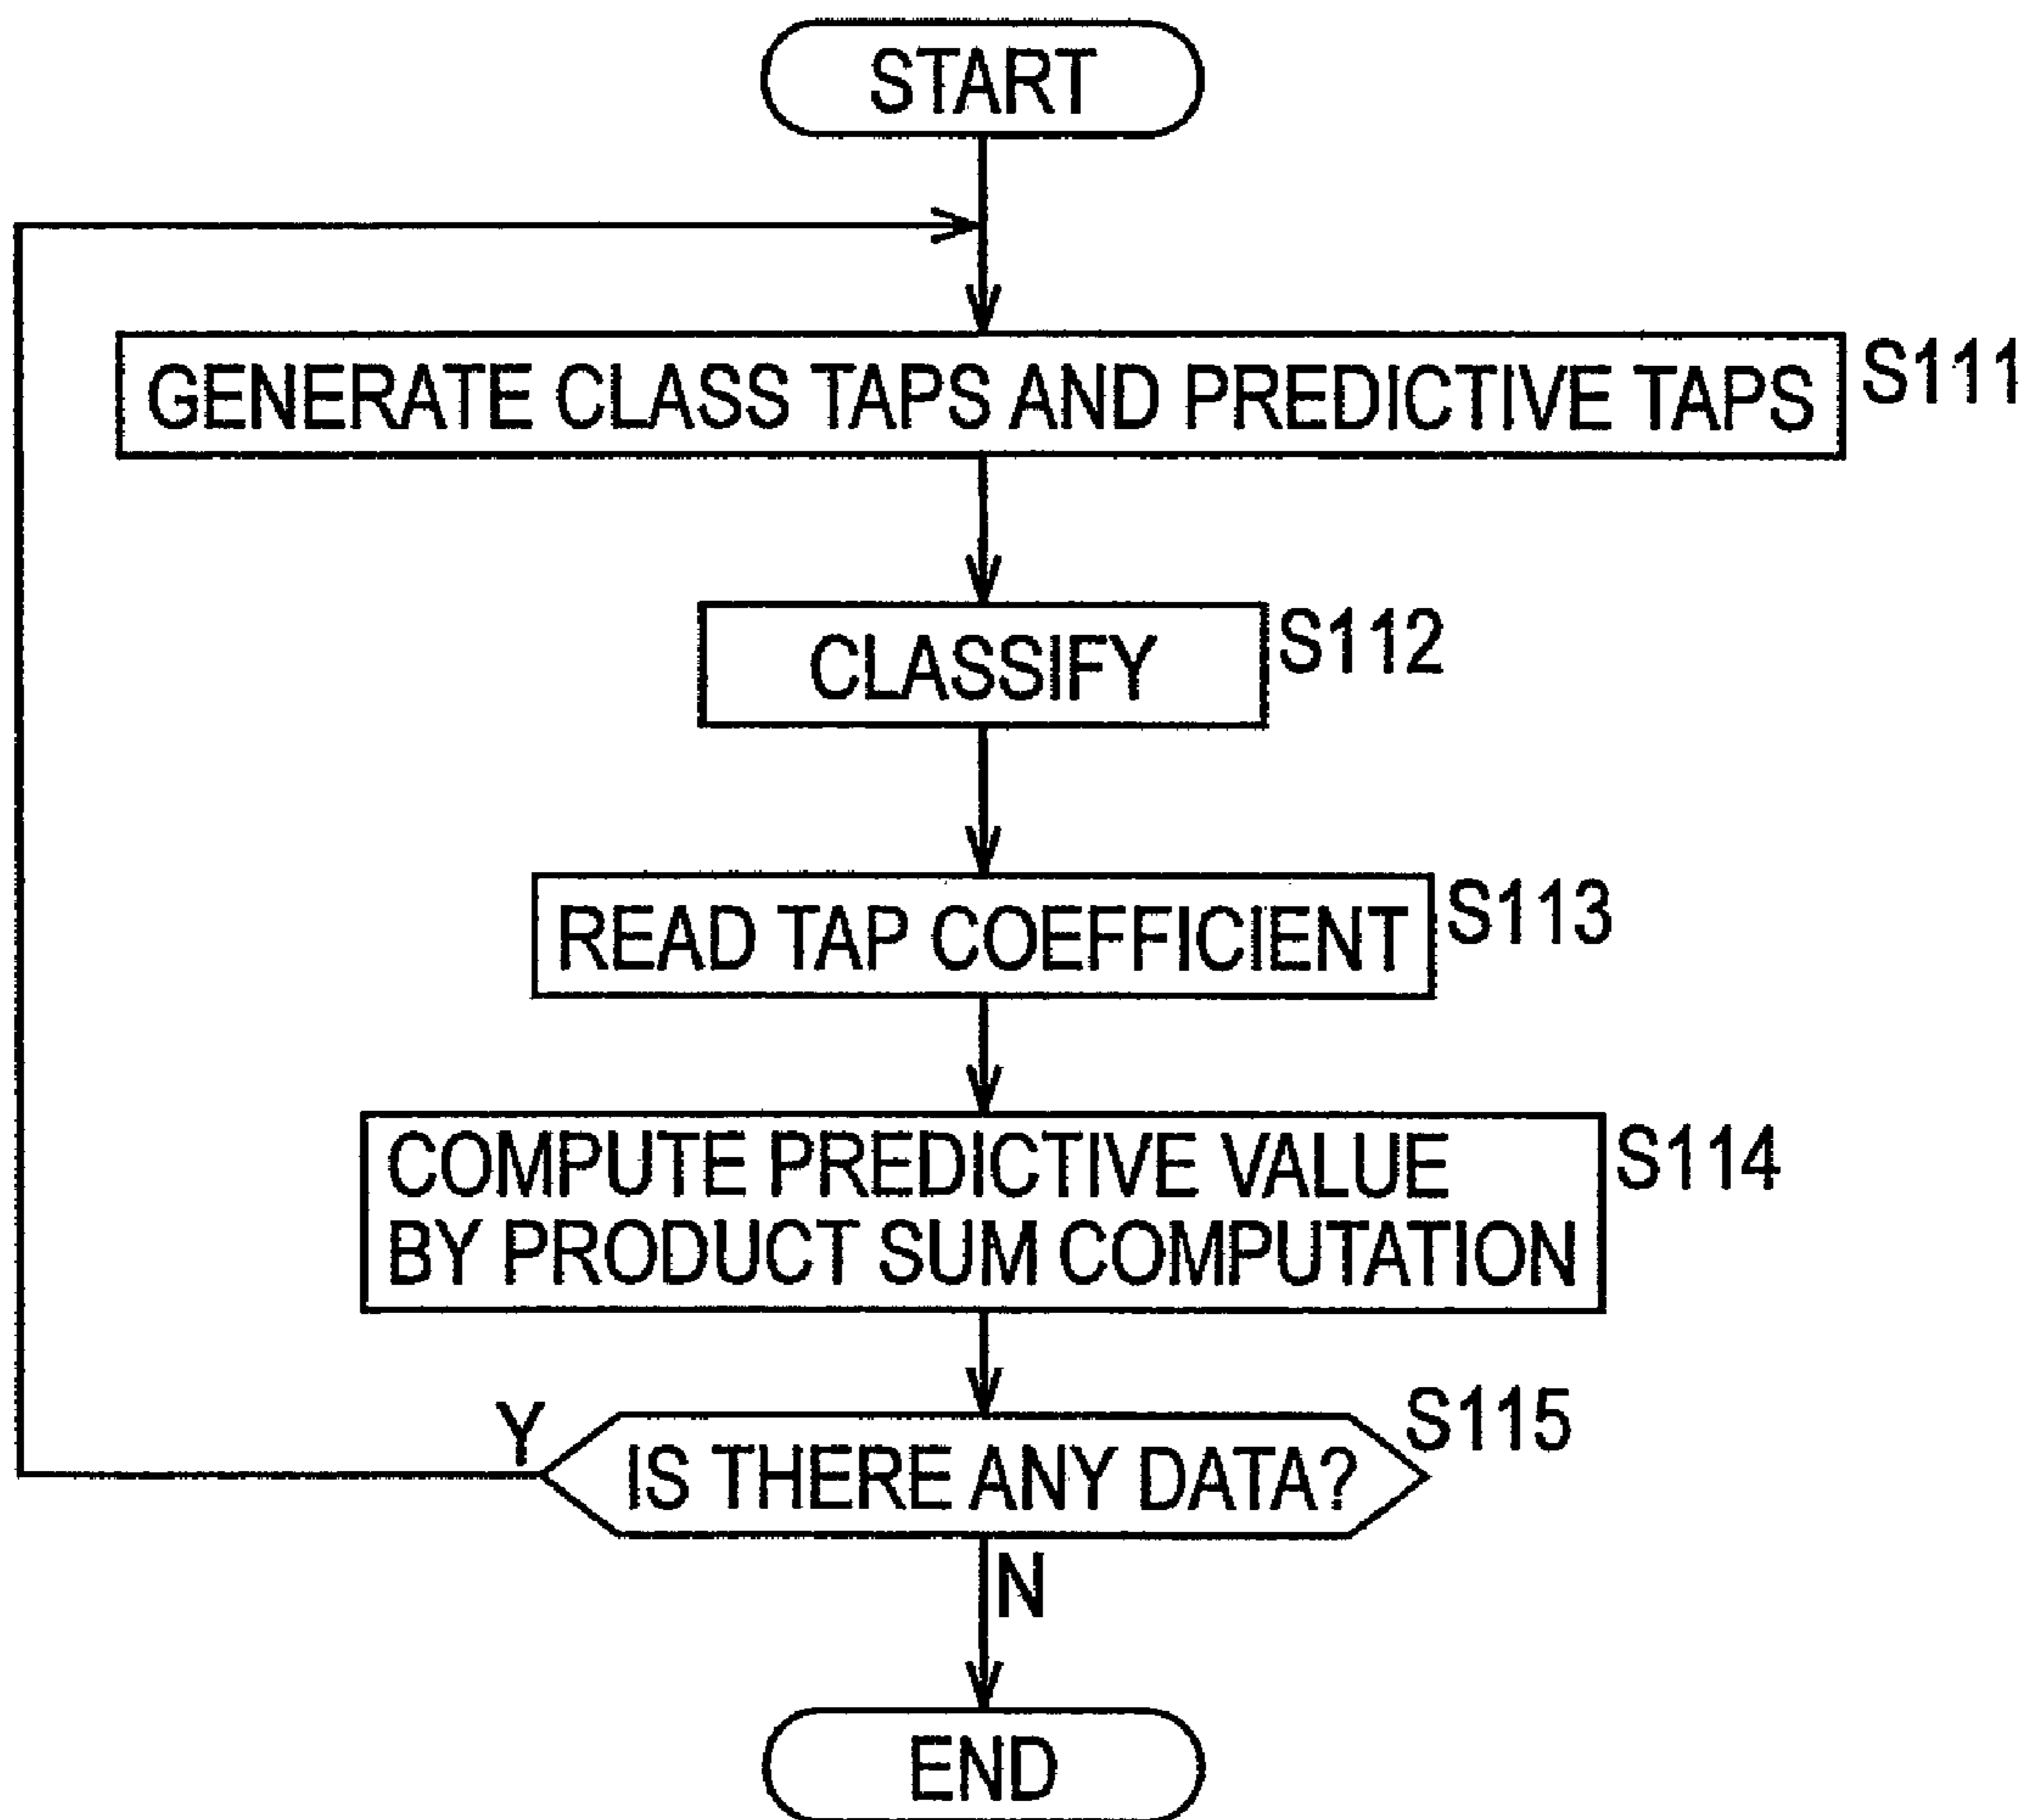 START
GENERATE CLASS TAPS AND PREDICTIVE TAPS
S111
CLASSIFY
S112
READ TAP COEFFICIENT
S113
COMPUTE PREDICTIVE VALUE
BY PRODUCT SUM COMPUTATION
S114
IS THERE ANY DATA?
S115
Y
N
END